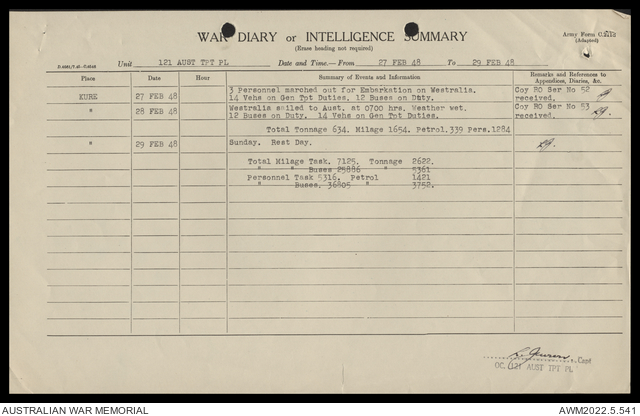 WAR DIARY or INTELLIGENCE SUMMARY
(Erase heading not required)
Army Form C.2118
(Adapted)
Unit 121 AUST TPT PL Date and Time.—From 27 FEB 48 To 29 FEB 48
Place Date Hour Summary of Events and Information Remarks and References to Appendices, Diaries, &c.
KURE 27 FEB 48 3 Personnel marched out for Embarkation on Westralia. Coy RO Ser No 52
14 Vehs on Gen Tpt Duties, 12 Buses on Duty. received.
" 28 FEB 48 Westralia sailed to Aust. at 0700 hrs. Weather wet. Coy RO Ser No 53
12 Buses on Duty. 14 Vehs on Gen Tpt Duties. received.
Total Tonnage 634. Milage 1654. Petrol.339 Pers.1284
" 29 FEB 48 Sunday. Rest Day.
Total Milage Task. 7125. Tonnage 2622.
" " Buses 25886 " 5361
Personnel Task 5316. Petrol 1421
" Buses, 36805 " 3752.
Capt
OC. 121 AUST TPT PL
AUSTRALIAN WAR MEMORIAL AWM2022.5.541